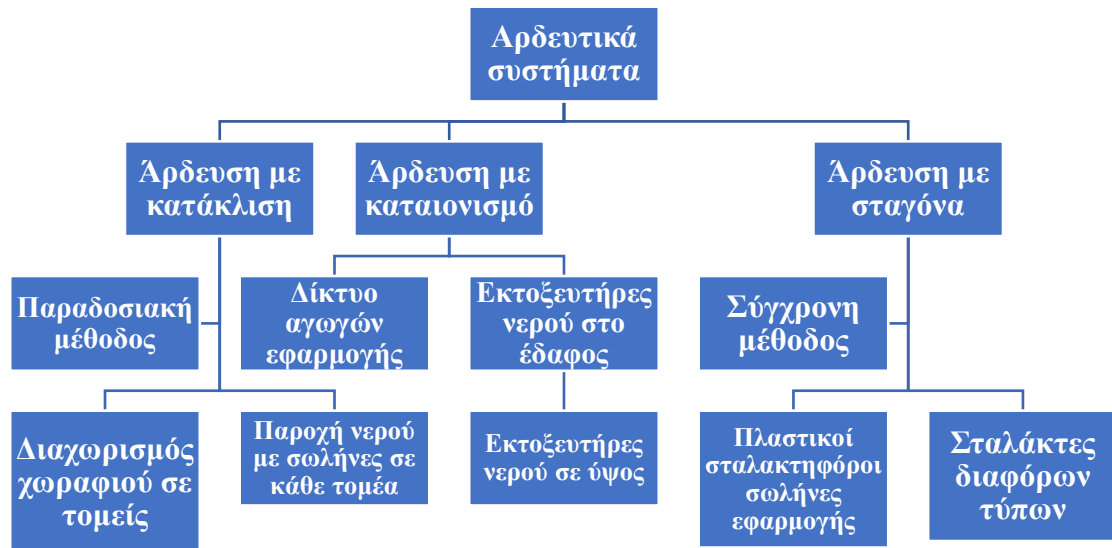 Αρδευτικά
συστήματα
Άρδευση με
κατάκλιση
Άρδευση με
καταιονισμό
Άρδευση με
σταγόνα
Παραδοσιακή
μέθοδος
Δίκτυο
αγωγών
εφαρμογής
Εκτοξευτήρες
νερού στο
έδαφος
Σύγχρονη
μέθοδος
Διαχωρισμός
χωραφιού σε
τομείς
Παροχή νερού
με σωλήνες σε
κάθε τομέα
Εκτοξευτήρες
νερού σε ύψος
Πλαστικοί
σταλακτηφόροι
σωλήνες
εφαρμογής
Σταλάκτες
διαφόρων
τύπων